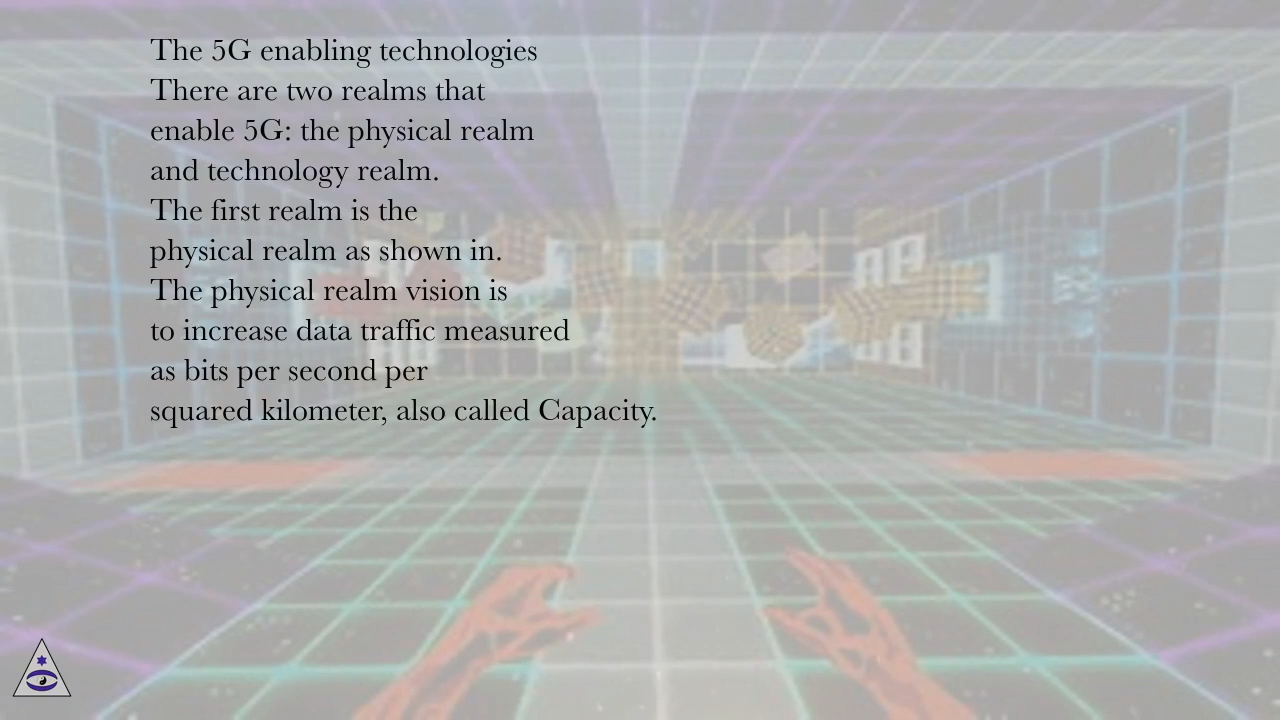 The 5G enabling technologies
There are two realms that
enable 5G: the physical realm
and technology realm.
The first realm is the
physical realm as shown in.
The physical realm vision is
to increase data traffic measured
as bits per second per
squared kilometer, also called Capacity.